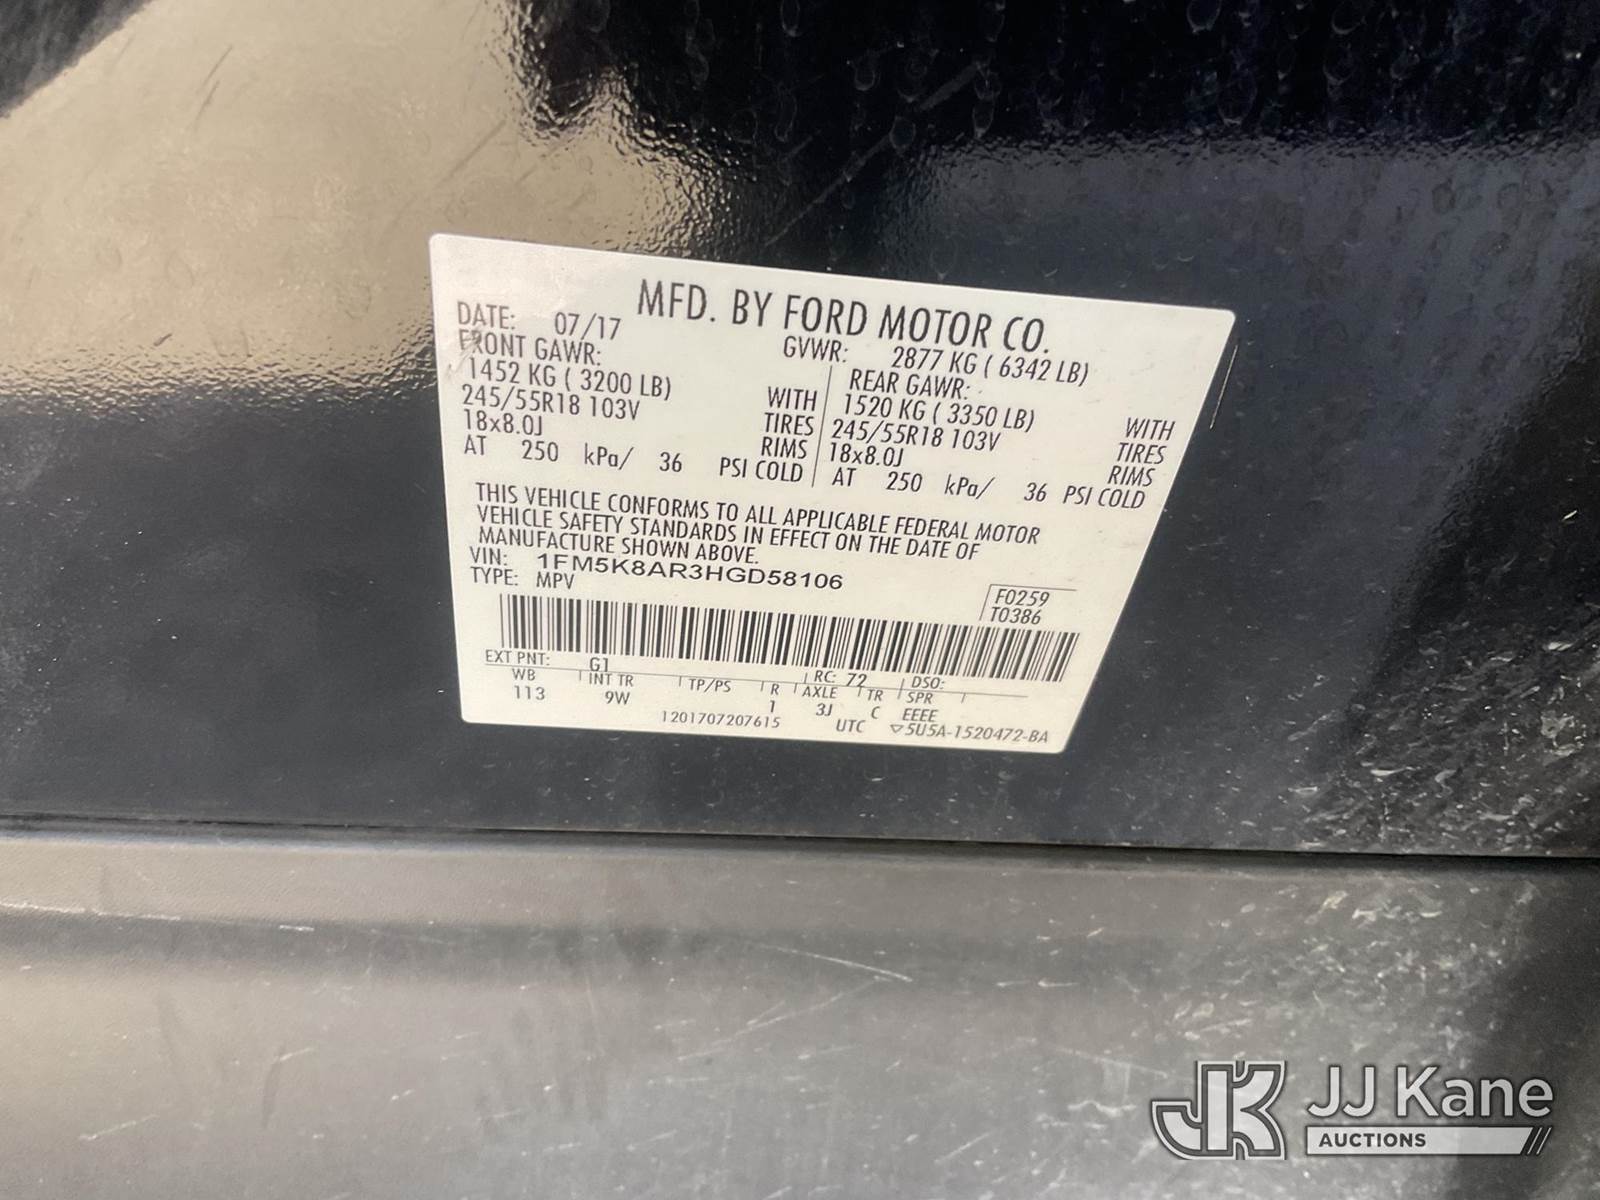 MFD. BY FORD MOTOR CO.
DATE: 07/17 GVWR: 2877 KG ( 6342 LB)
FRONT GAWR: REAR GAWR:
1452 KG ( 3200 LB) WITH 1520 KG ( 3350 LB) WITH
245/55R18 103V TIRES 245/55R18 103V TIRES
18x8.0J RIMS 18x8.0J RIMS
AT 250 kPa/ 36 PSI COLD AT 250 kPa/ 36 PSI COLD
THIS VEHICLE CONFORMS TO ALL APPLICABLE FEDERAL MOTOR
VEHICLE SAFETY STANDARDS IN EFFECT ON THE DATE OF
MANUFACTURE SHOWN ABOVE.
VIN: 1FM5K8AR3HGD58106
TYPE: MPV
F0259
T0386
EXT PNT: G1 RC: 72 DSO:
WB INT TR TP/PS R AXLE TR SPR
113 9W 1 3J C EEEE
1201707207615 UTC ▽5U5A-1520472-BA
JK JJ Kane
AUCTIONS